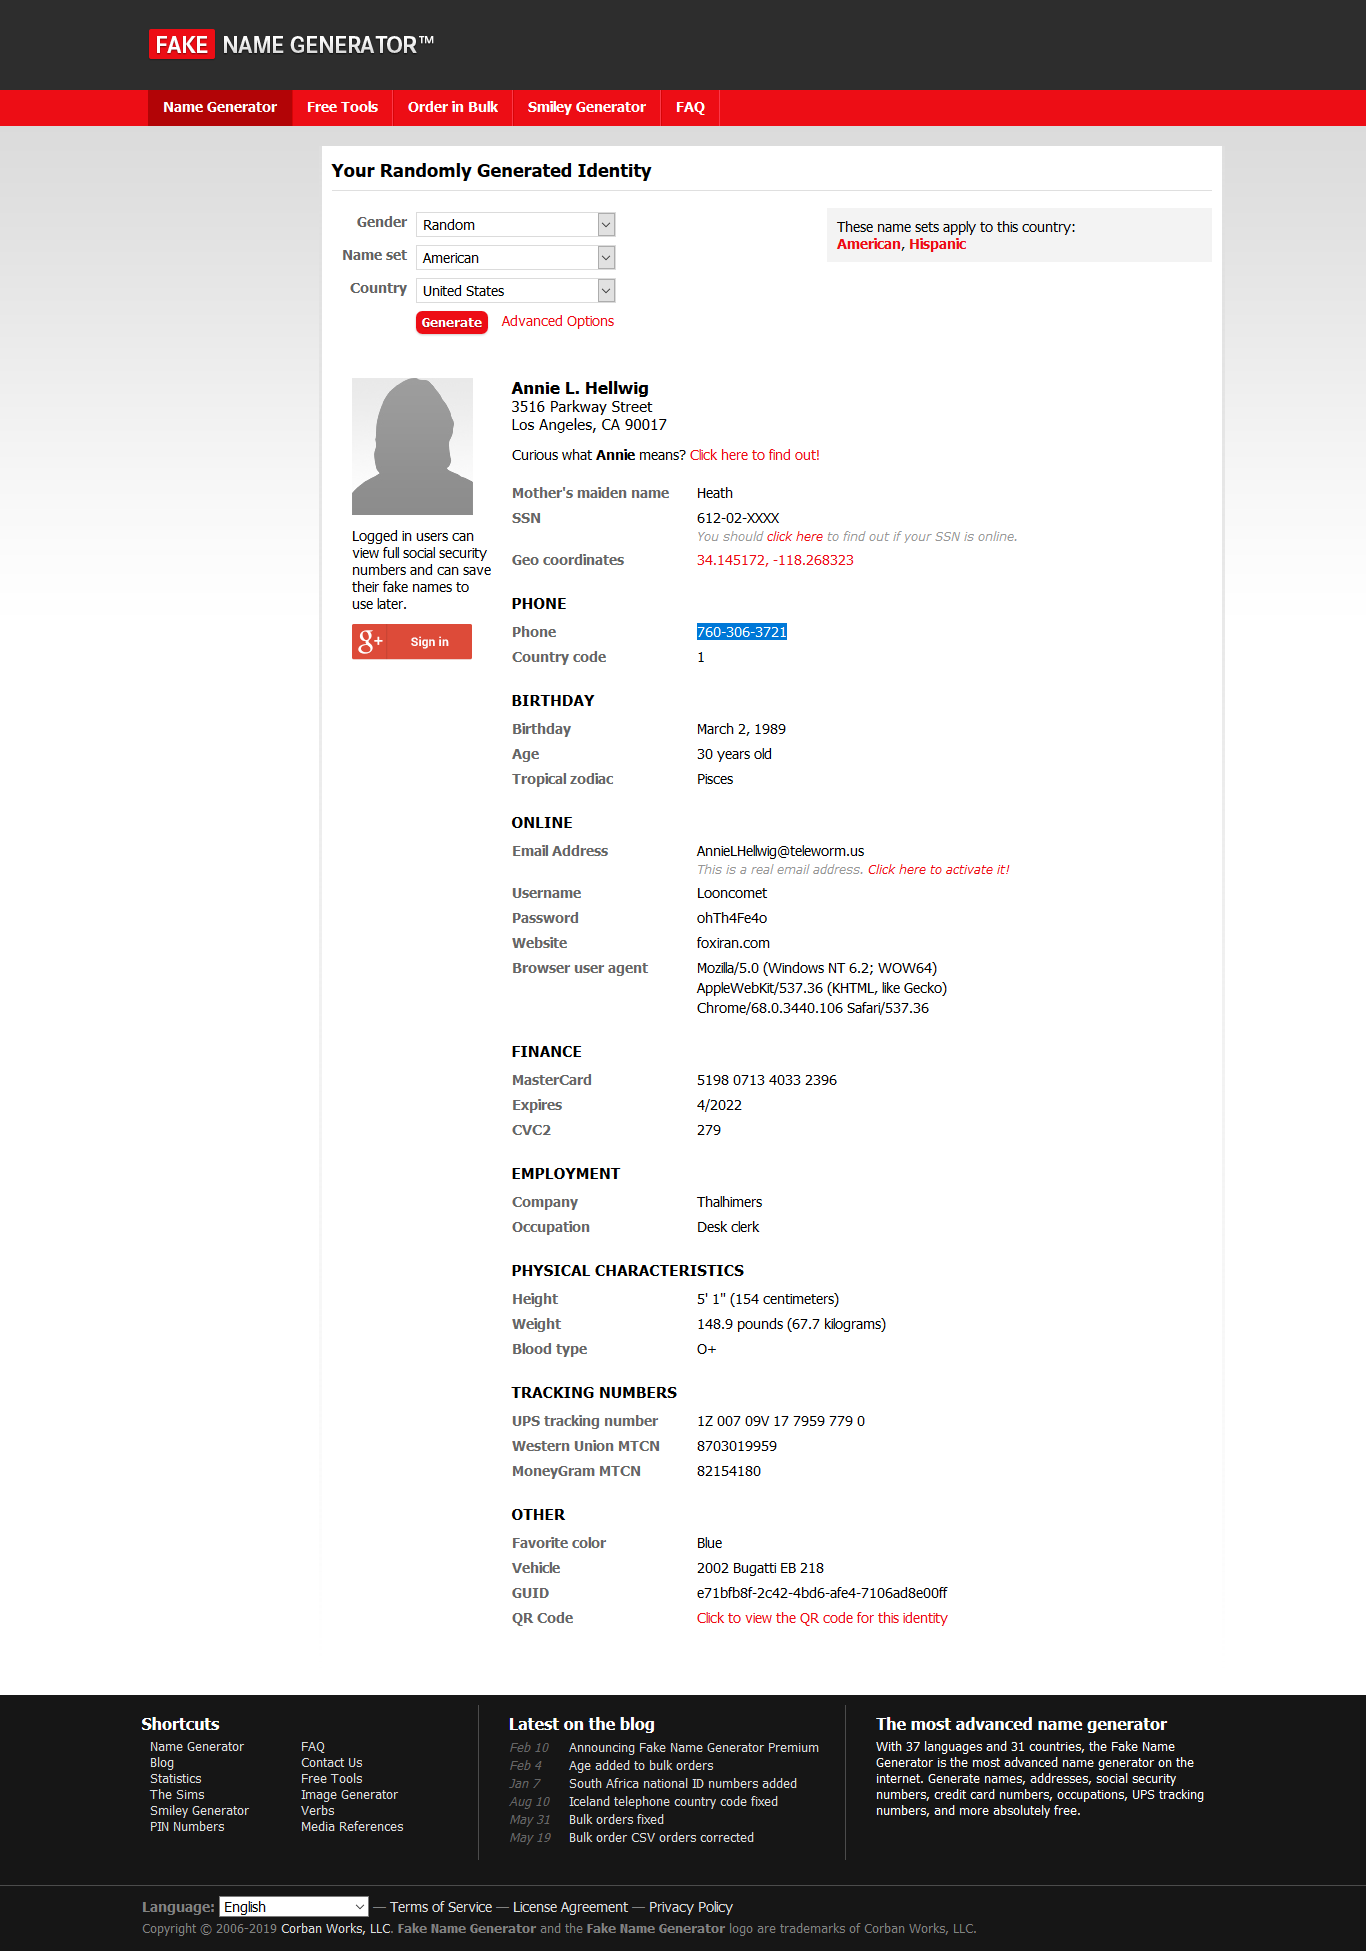 FAKE NAME GENERATOR™
Name Generator Free Tools Order in Bulk Smiley Generator FAQ
Your Randomly Generated Identity
Gender Random
Name set American
Country United States
Generate Advanced Options
These name sets apply to this country:
American, Hispanic
Annie L. Hellwig
3516 Parkway Street
Los Angeles, CA 90017
Curious what Annie means? Click here to find out!
Logged in users can
view full social security
numbers and can save
their fake names to
use later.
g+ Sign in
Mother's maiden name Heath
SSN 612-02-XXXX
You should click here to find out if your SSN is online.
Geo coordinates 34.145172, -118.268323
PHONE
Phone 760-306-3721
Country code 1
BIRTHDAY
Birthday March 2, 1989
Age 30 years old
Tropical zodiac Pisces
ONLINE
Email Address AnnieLHellwig@teleworm.us
This is a real email address. Click here to activate it!
Username Looncomet
Password ohTh4Fe4o
Website foxiran.com
Browser user agent Mozilla/5.0 (Windows NT 6.2; WOW64)
AppleWebKit/537.36 (KHTML, like Gecko)
Chrome/68.0.3440.106 Safari/537.36
FINANCE
MasterCard 5198 0713 4033 2396
Expires 4/2022
CVC2 279
EMPLOYMENT
Company Thalhimers
Occupation Desk clerk
PHYSICAL CHARACTERISTICS
Height 5' 1" (154 centimeters)
Weight 148.9 pounds (67.7 kilograms)
Blood type O+
TRACKING NUMBERS
UPS tracking number 1Z 007 09V 17 7959 779 0
Western Union MTCN 8703019959
MoneyGram MTCN 82154180
OTHER
Favorite color Blue
Vehicle 2002 Bugatti EB 218
GUID e71bfb8f-2c42-4bd6-afe4-7106ad8e00ff
QR Code Click to view the QR code for this identity
Shortcuts
Name Generator FAQ
Blog Contact Us
Statistics Free Tools
The Sims Image Generator
Smiley Generator Verbs
PIN Numbers Media References
Latest on the blog
Feb 10 Announcing Fake Name Generator Premium
Feb 4 Age added to bulk orders
Jan 7 South Africa national ID numbers added
Aug 10 Iceland telephone country code fixed
May 31 Bulk orders fixed
May 19 Bulk order CSV orders corrected
The most advanced name generator
With 37 languages and 31 countries, the Fake Name
Generator is the most advanced name generator on the
internet. Generate names, addresses, social security
numbers, credit card numbers, occupations, UPS tracking
numbers, and more absolutely free.
Language: English — Terms of Service — License Agreement — Privacy Policy
Copyright © 2006-2019 Corban Works, LLC. Fake Name Generator and the Fake Name Generator logo are trademarks of Corban Works, LLC.